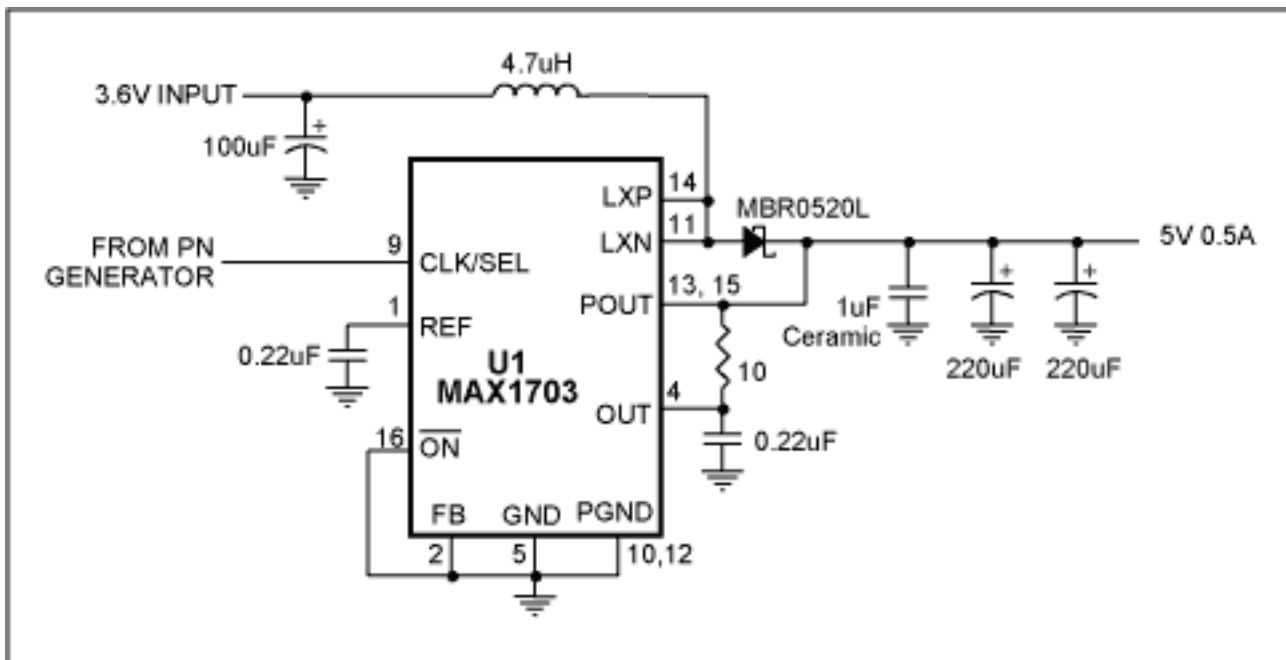 4.7uH
3.6V INPUT
100uF
LXP
14
MBR0520L
LXN
11
5V 0.5A
FROM PN
GENERATOR
9
CLK/SEL
POUT
13, 15
1uF
Ceramic
1
REF
0.22uF
U1
MAX1703
10
220uF
220uF
OUT
4
0.22uF
16
ON
FB
GND
PGND
2
5
10,12